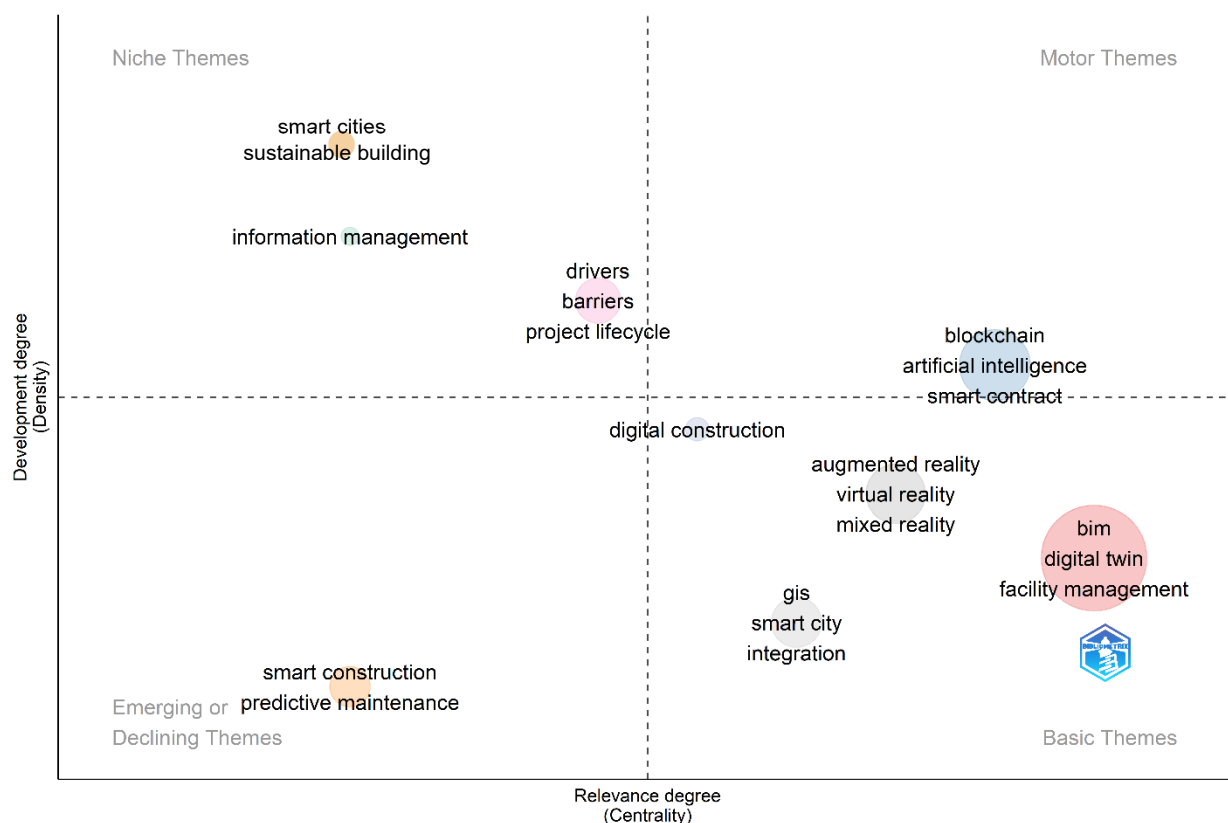 Niche Themes
Motor Themes
smart cities
sustainable building
information management
drivers
barriers
project lifecycle
blockchain
artificial intelligence
smart contract
digital construction
augmented reality
virtual reality
mixed reality
bim
digital twin
facility management
gis
smart city
integration
BIBLIOMETRIX
smart construction
predictive maintenance
Emerging or
Declining Themes
Basic Themes
Development degree
(Density)
Relevance degree
(Centrality)